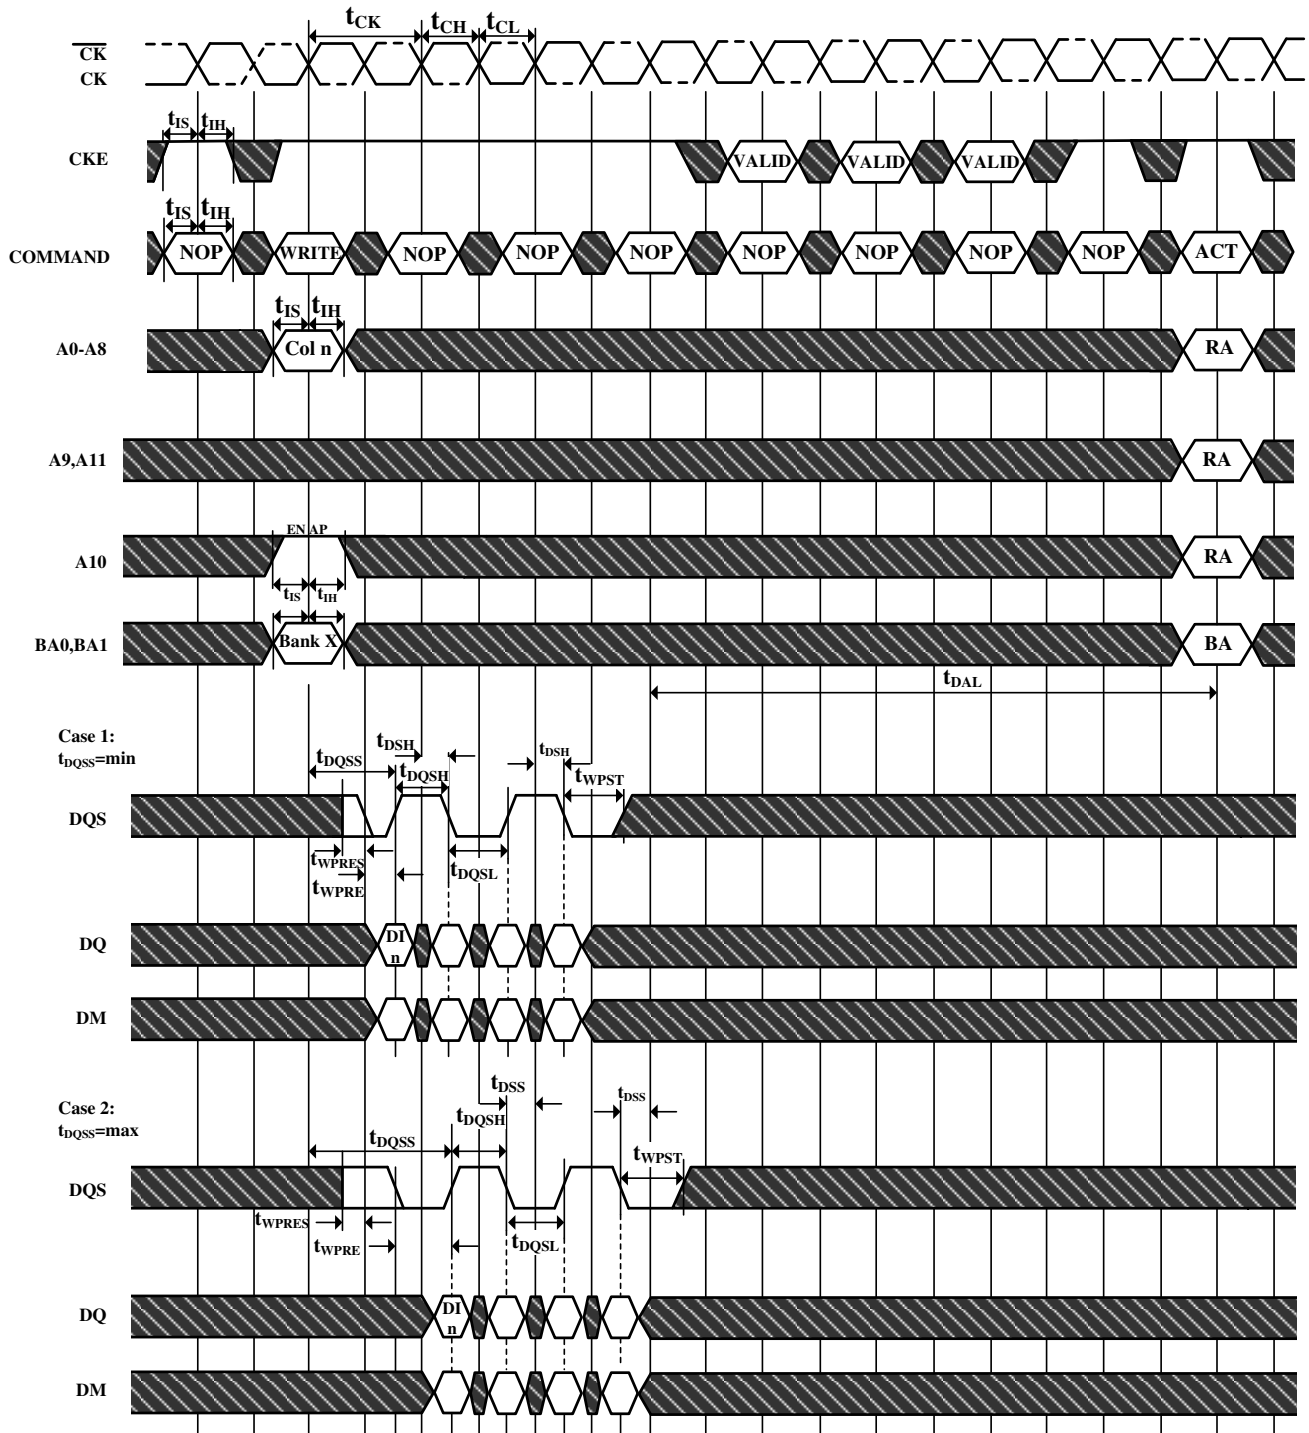 tCK tCH tCL
CK
CK
tIS tIH
CKE VALID VALID VALID
tIS tIH
COMMAND NOP WRITE NOP NOP NOP NOP NOP NOP NOP ACT
tIS tIH
A0-A8 Col n RA
A9,A11 RA
EN AP
A10 RA
tIS tIH
BA0,BA1 Bank X BA
tDAL
Case 1:
tDQSS=min
tDQSS tDSH tDSH
tDQSH tWPST
DQS
tWPRES
tWPRE tDQSL
DQ DI n
DM
Case 2:
tDQSS=max
tDSS tDSS
tDQSH
tDQSS tWPST
DQS
tWPRES
tWPRE tDQSL
DQ DI n
DM